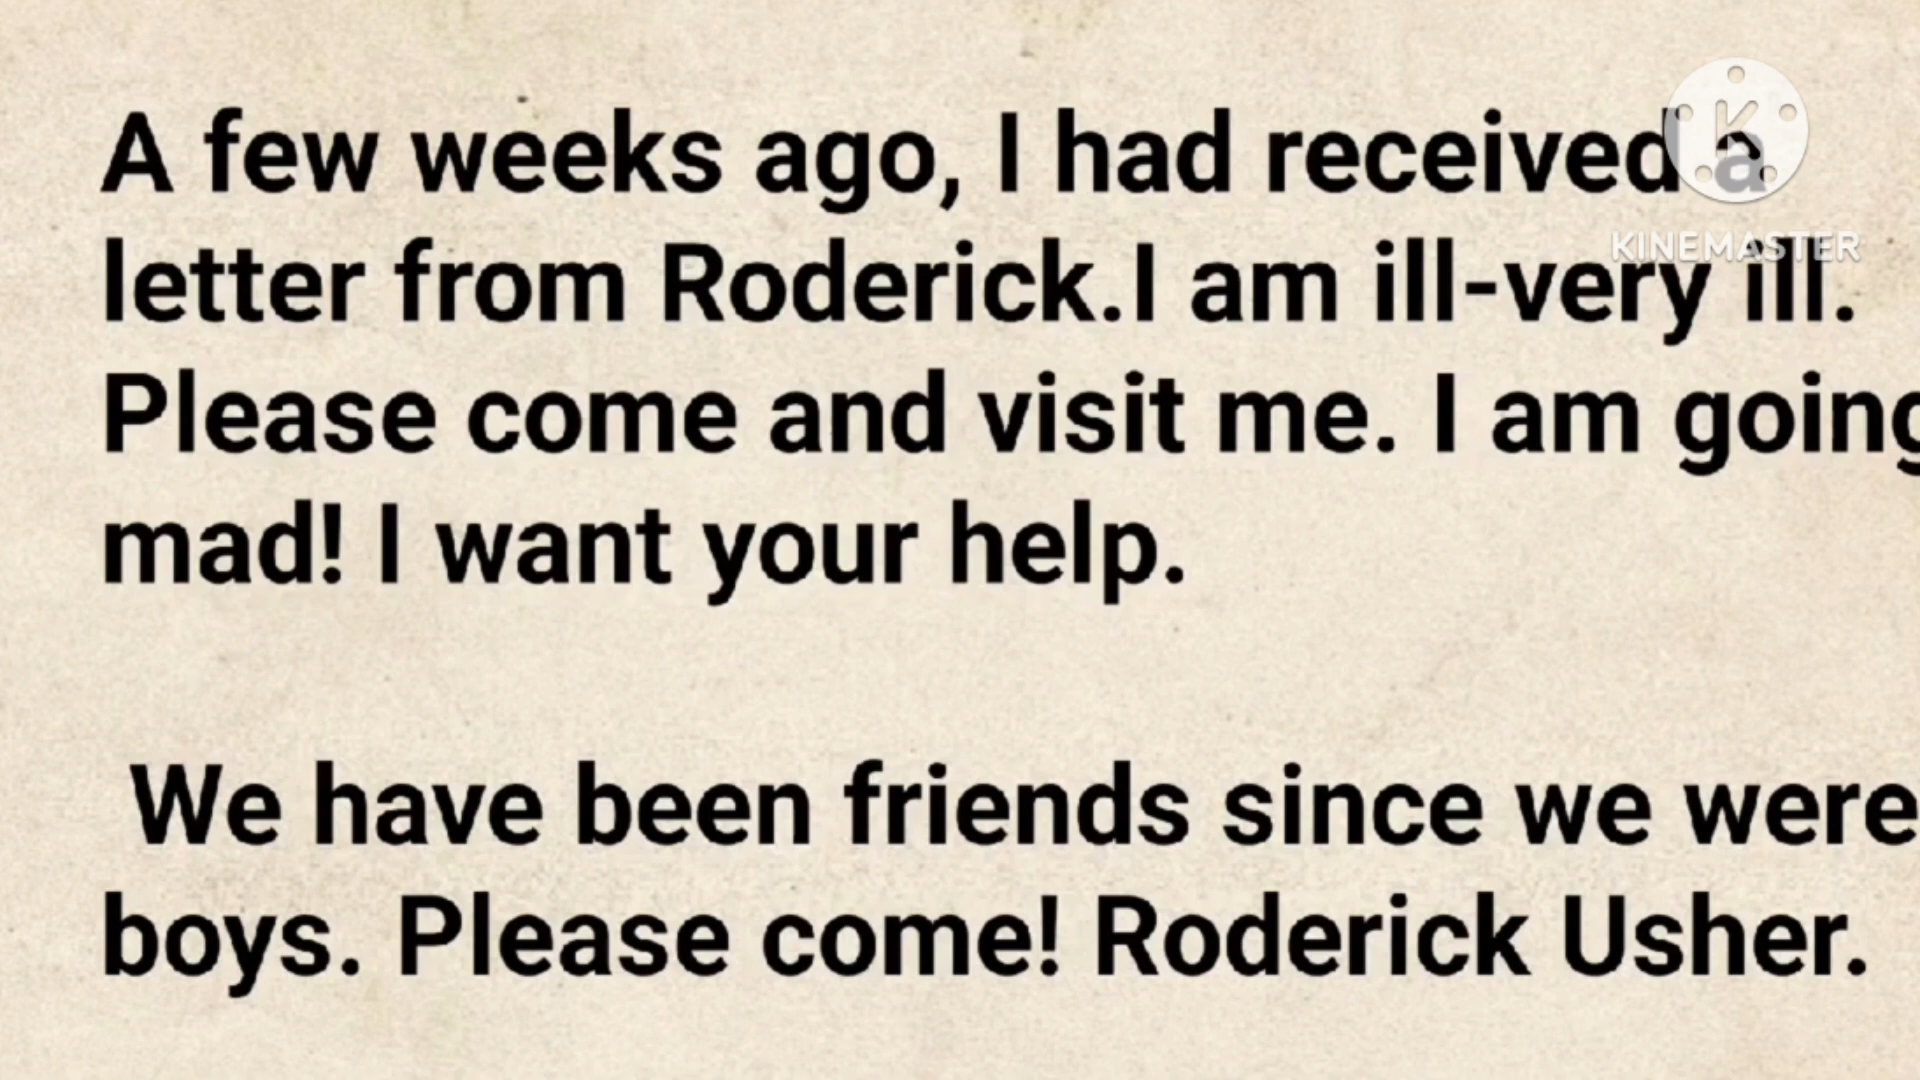 A few weeks ago, I had received a
letter from Roderick.I am ill-very ill.
Please come and visit me. I am going
mad! I want your help.
We have been friends since we were
boys. Please come! Roderick Usher.
KINEMASTER